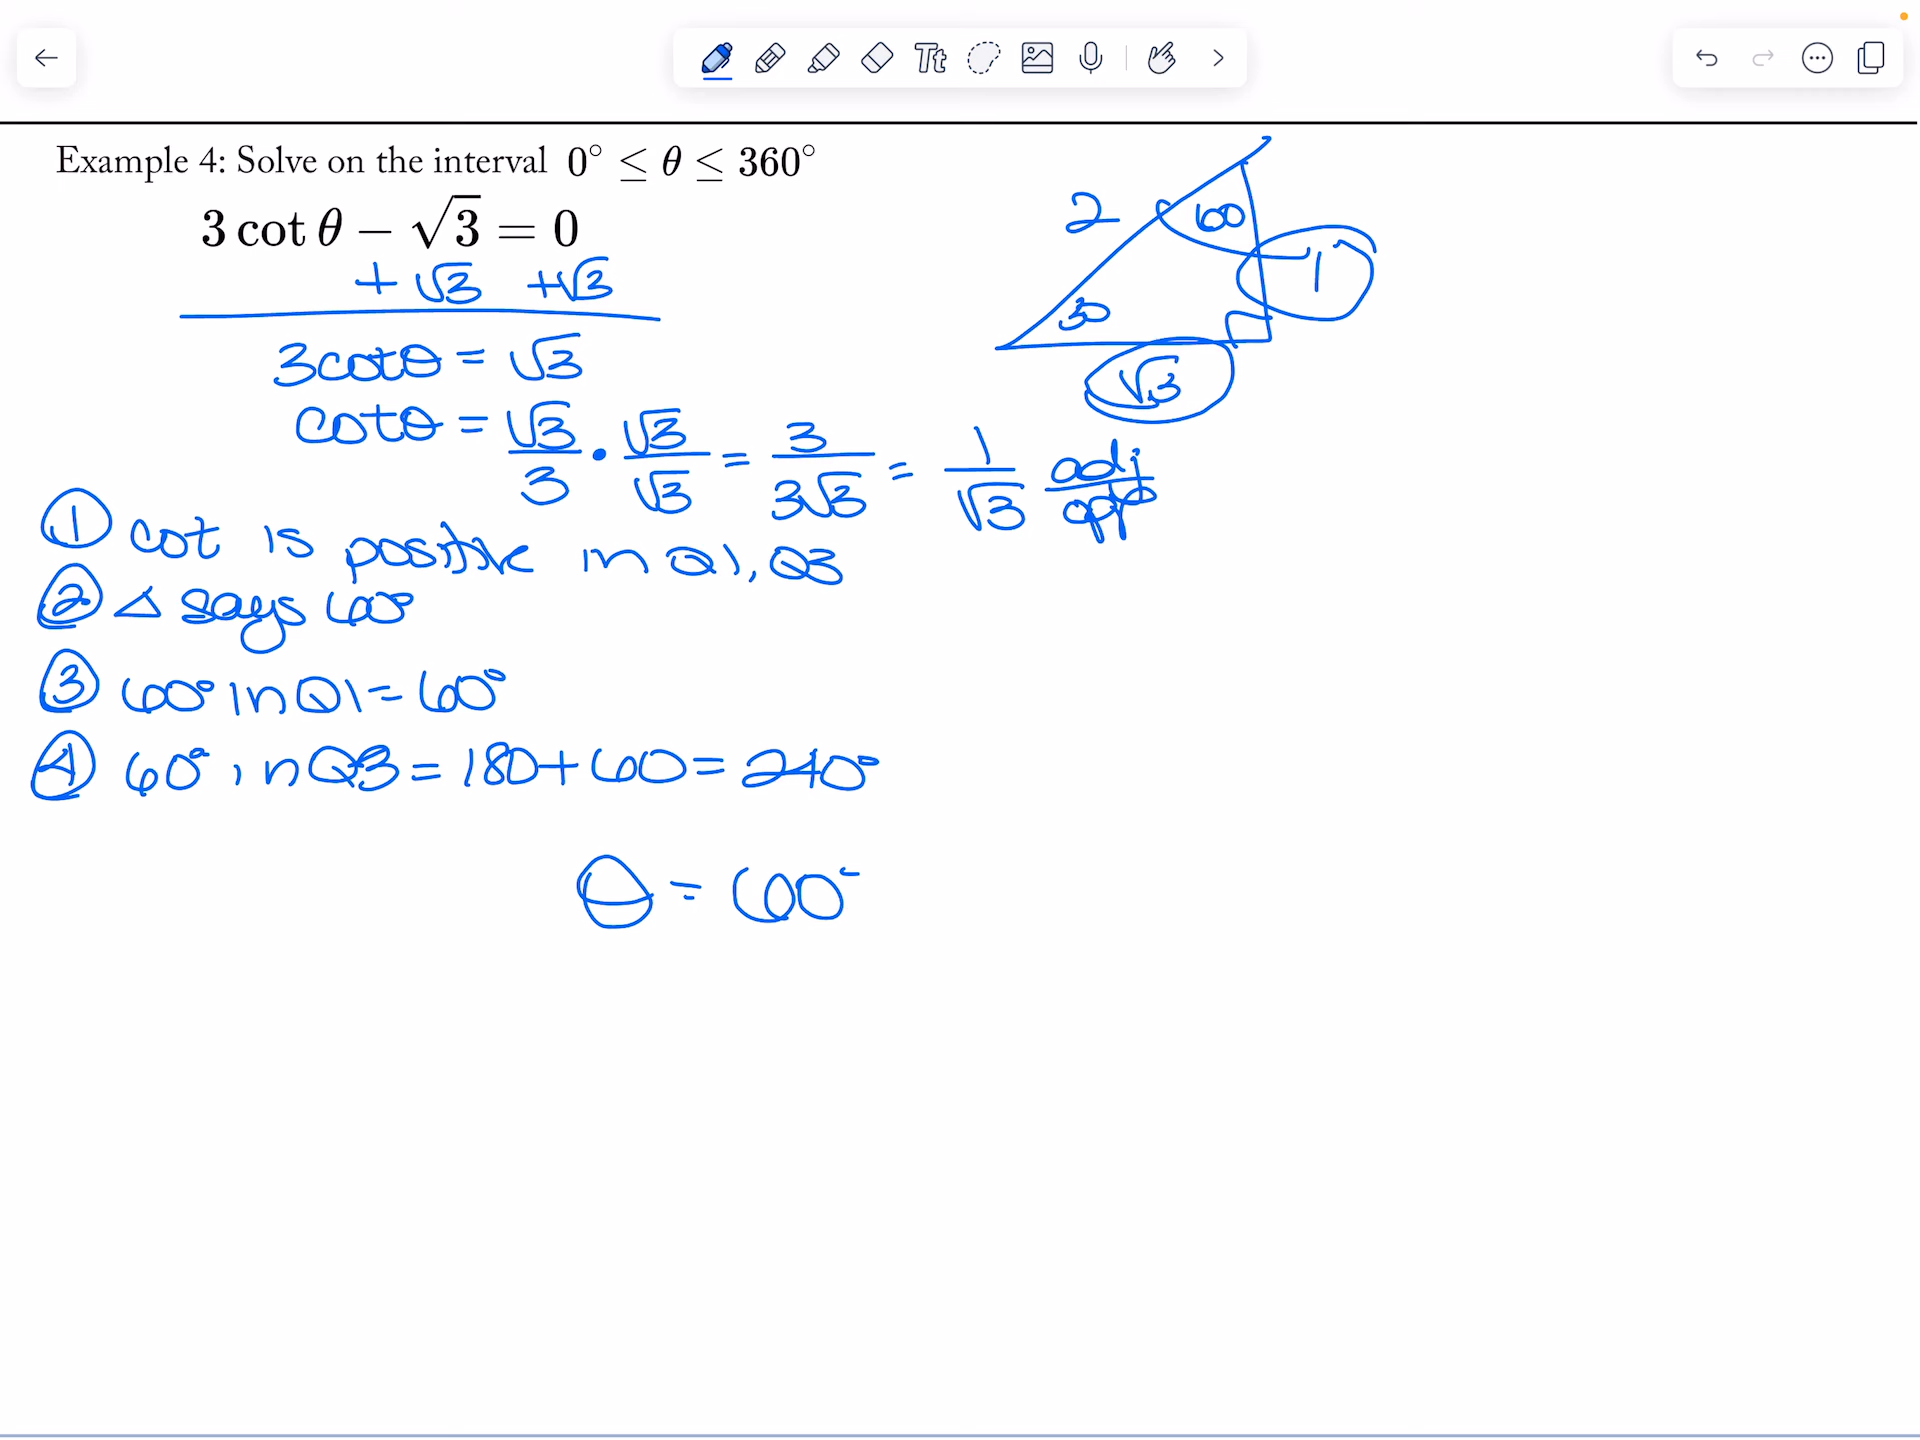 Tt
Example 4: Solve on the interval 0° ≤ θ ≤ 360°
3 cot θ − √3 = 0
+ √3 +√3
3cotθ = √3
cotθ = √3/3 · √3/√3 = 3/3√3 = 1/√3 adj/opp
① cot is positive in Q1, Q3
② △ says 60°
③ 60° in Q1 = 60°
④ 60° in Q3 = 180 + 60 = 240°
θ = 60°
2
60
1
30
√3